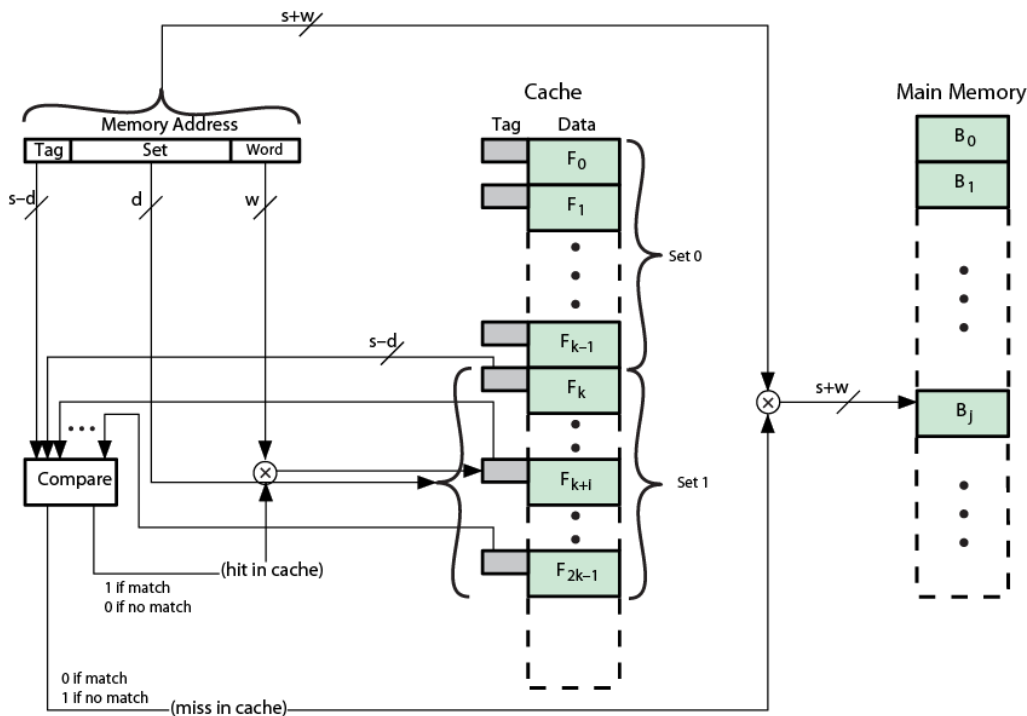 s+w
Cache
Main Memory
Memory Address
Tag Data
Tag Set Word
F0
B0
B1
s–d d w
F1
Set 0
s–d
Fk–1
Fk
s+w
Bj
• • •
Compare
Fk+i
Set 1
(hit in cache)
F2k–1
1 if match
0 if no match
0 if match
1 if no match
(miss in cache)